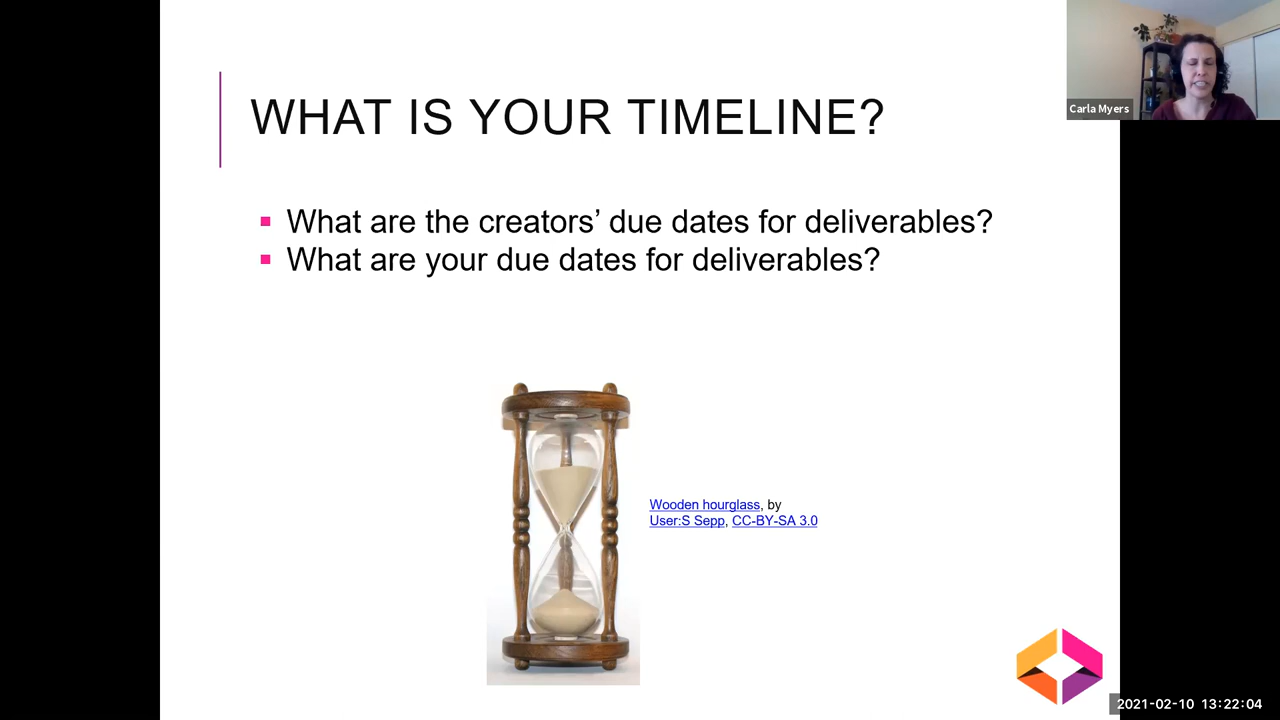 WHAT IS YOUR TIMELINE?
Carla Myers
What are the creators’ due dates for deliverables?
What are your due dates for deliverables?
Wooden hourglass, by
User:S Sepp, CC-BY-SA 3.0
2021-02-10 13:22:04